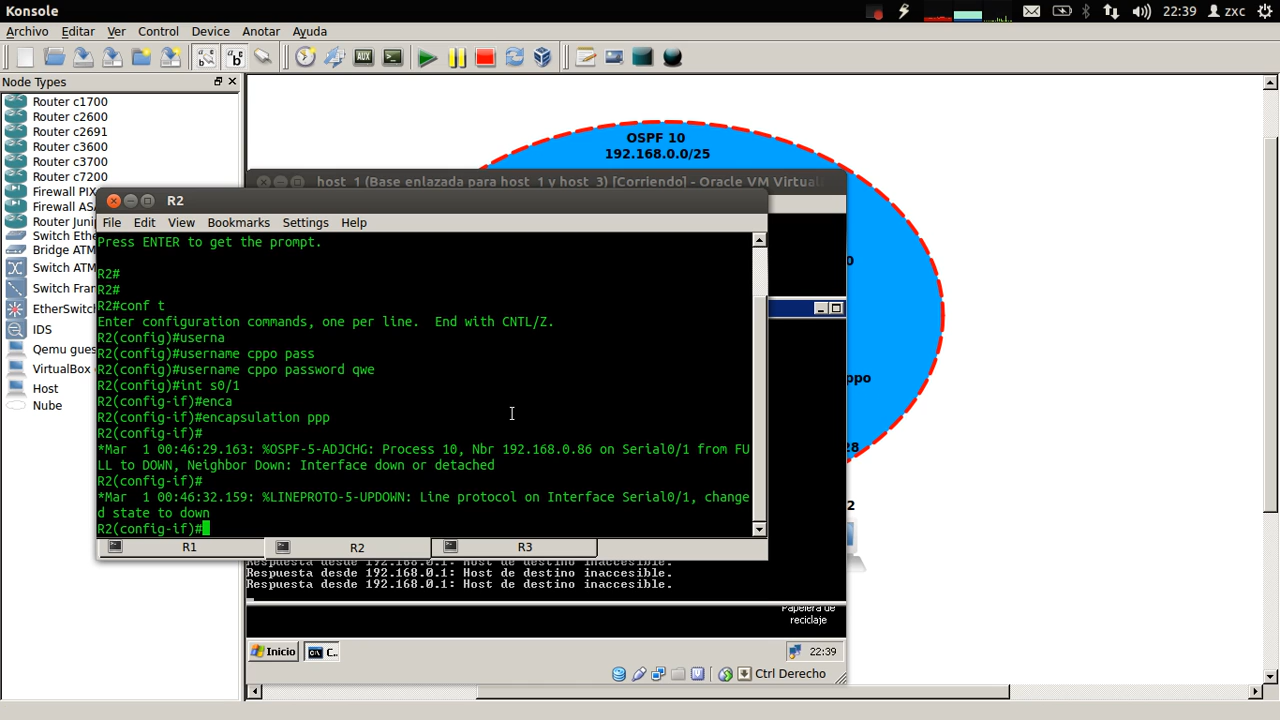 Konsole
22:39
zxc
Archivo Editar Ver Control Device Anotar Ayuda
Node Types
Router c1700
Router c2600
Router c2691
Router c3600
Router c3700
Router c7200
Firewall PIX
Firewall AS
Router Juni
Switch Ethe
Bridge ATM
Switch ATM
Switch Fran
EtherSwitch
IDS
Qemu gues
VirtualBox
Host
Nube
OSPF 10
192.168.0.0/25
host_1 (Base enlazada para host_1 y host_3) [Corriendo] - Oracle VM Virtual
R2
File Edit View Bookmarks Settings Help
Press ENTER to get the prompt.
R2#
R2#
R2#conf t
Enter configuration commands, one per line.  End with CNTL/Z.
R2(config)#userna
R2(config)#username cppo pass
R2(config)#username cppo password qwe
R2(config)#int s0/1
R2(config-if)#enca
R2(config-if)#encapsulation ppp
R2(config-if)#
*Mar  1 00:46:29.163: %OSPF-5-ADJCHG: Process 10, Nbr 192.168.0.86 on Serial0/1 from FU
LL to DOWN, Neighbor Down: Interface down or detached
R2(config-if)#
*Mar  1 00:46:32.159: %LINEPROTO-5-UPDOWN: Line protocol on Interface Serial0/1, change
d state to down
R2(config-if)#
R1 R2 R3
0
ppo
28
2
Respuesta desde 192.168.0.1: Host de destino inaccesible.
Respuesta desde 192.168.0.1: Host de destino inaccesible.
Respuesta desde 192.168.0.1: Host de destino inaccesible.
Papelera de
reciclaje
Inicio
C..
22:39
Ctrl Derecho